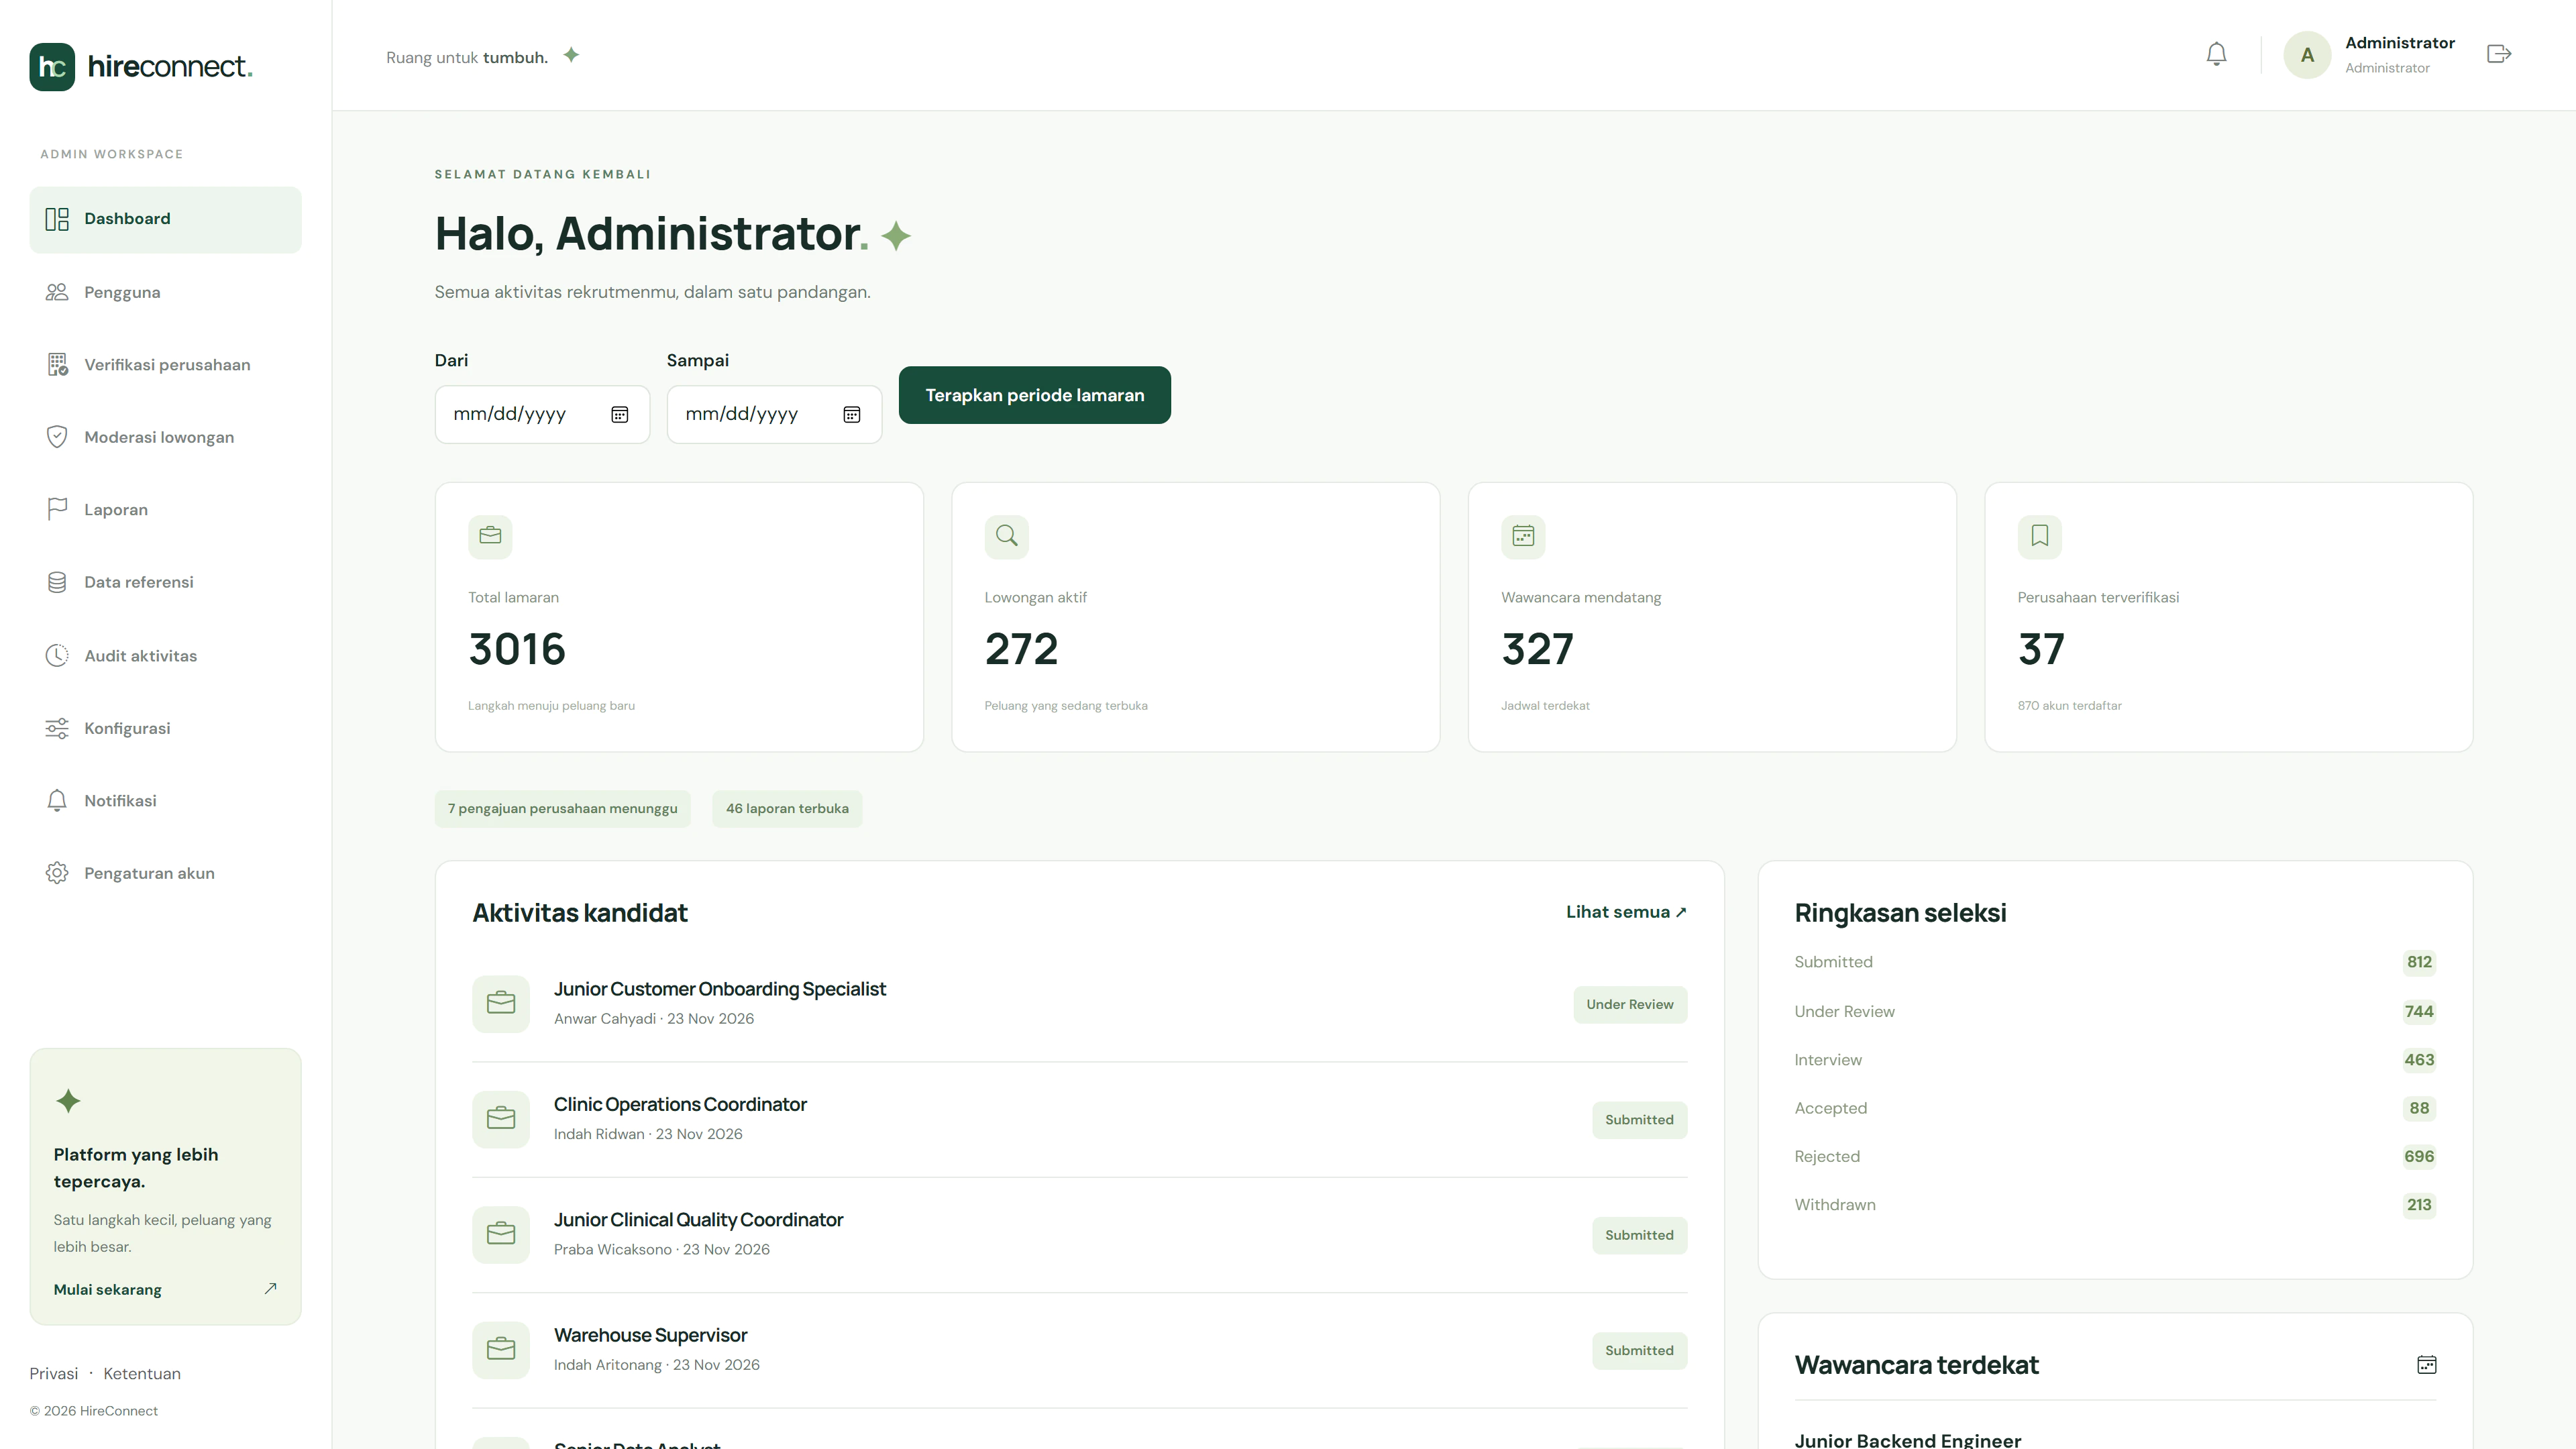 hc hireconnect.
ADMIN WORKSPACE
Dashboard
Pengguna
Verifikasi perusahaan
Moderasi lowongan
Laporan
Data referensi
Audit aktivitas
Konfigurasi
Notifikasi
Pengaturan akun
Platform yang lebih
tepercaya.
Satu langkah kecil, peluang yang
lebih besar.
Mulai sekarang
Privasi · Ketentuan
© 2026 HireConnect
Ruang untuk tumbuh.
A
Administrator
Administrator
SELAMAT DATANG KEMBALI
Halo, Administrator.
Semua aktivitas rekrutmenmu, dalam satu pandangan.
Dari
mm/dd/yyyy
Sampai
mm/dd/yyyy
Terapkan periode lamaran
Total lamaran
3016
Langkah menuju peluang baru
Lowongan aktif
272
Peluang yang sedang terbuka
Wawancara mendatang
327
Jadwal terdekat
Perusahaan terverifikasi
37
870 akun terdaftar
7 pengajuan perusahaan menunggu
46 laporan terbuka
Aktivitas kandidat
Lihat semua ↗
Junior Customer Onboarding Specialist
Anwar Cahyadi · 23 Nov 2026
Under Review
Clinic Operations Coordinator
Indah Ridwan · 23 Nov 2026
Submitted
Junior Clinical Quality Coordinator
Praba Wicaksono · 23 Nov 2026
Submitted
Warehouse Supervisor
Indah Aritonang · 23 Nov 2026
Submitted
Senior Data Analyst
Ringkasan seleksi
Submitted 812
Under Review 744
Interview 463
Accepted 88
Rejected 696
Withdrawn 213
Wawancara terdekat
Junior Backend Engineer